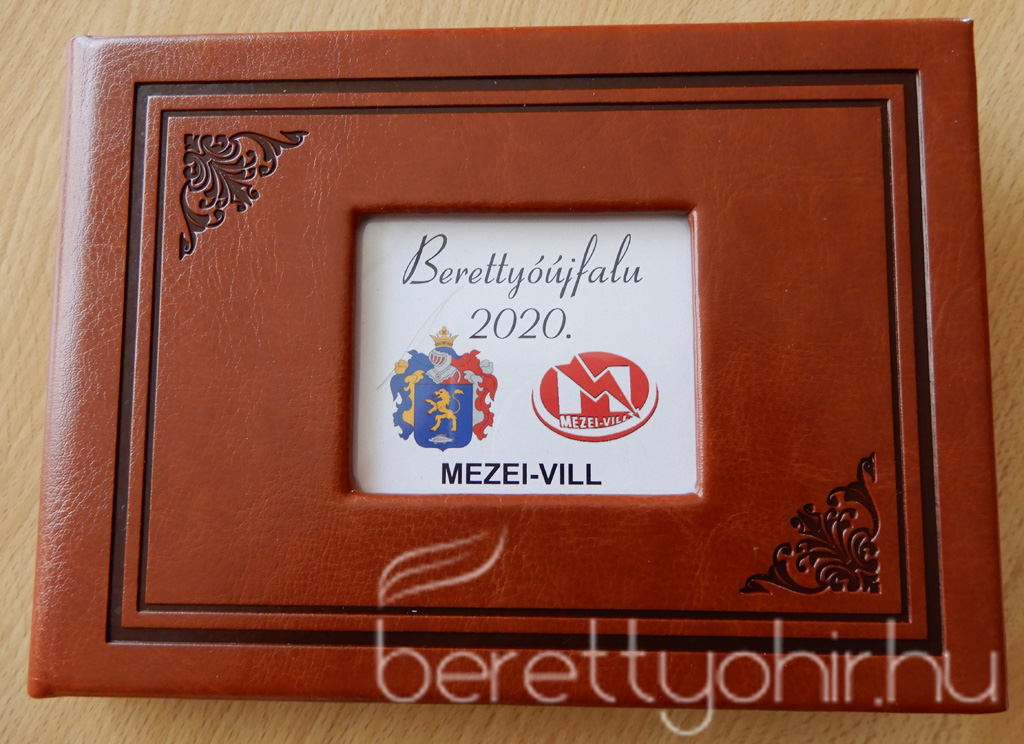 Berettyóújfalu
2020.
MEZEI-VILL
MEZEI-VILL
berettyohir.hu